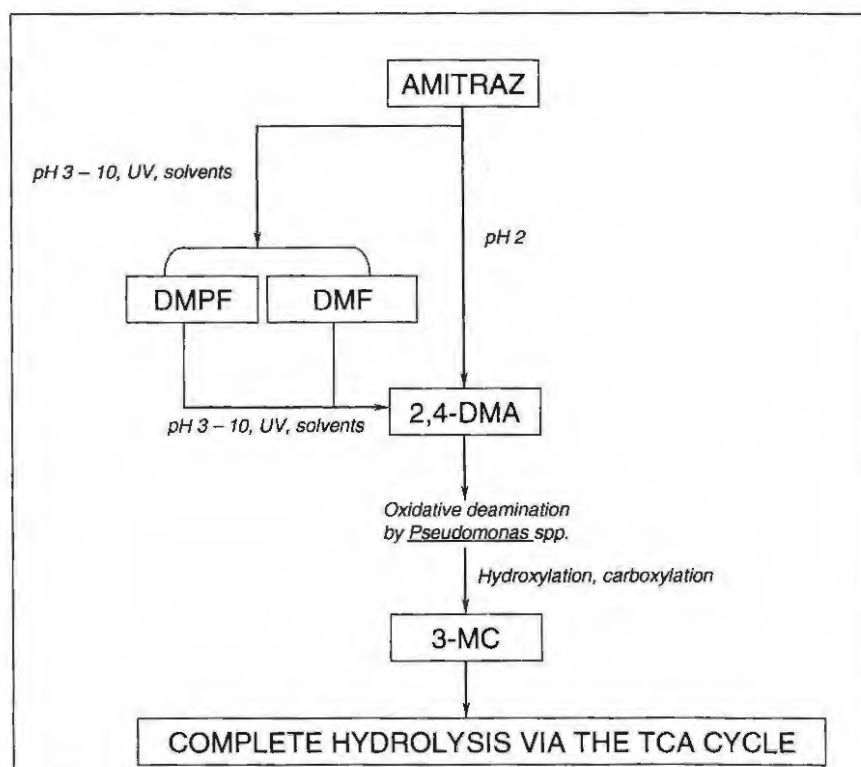 AMITRAZ
pH 3 – 10, UV, solvents
pH 2
DMPF
DMF
2,4-DMA
pH 3 – 10, UV, solvents
Oxidative deamination
by Pseudomonas spp.
Hydroxylation, carboxylation
3-MC
COMPLETE HYDROLYSIS VIA THE TCA CYCLE